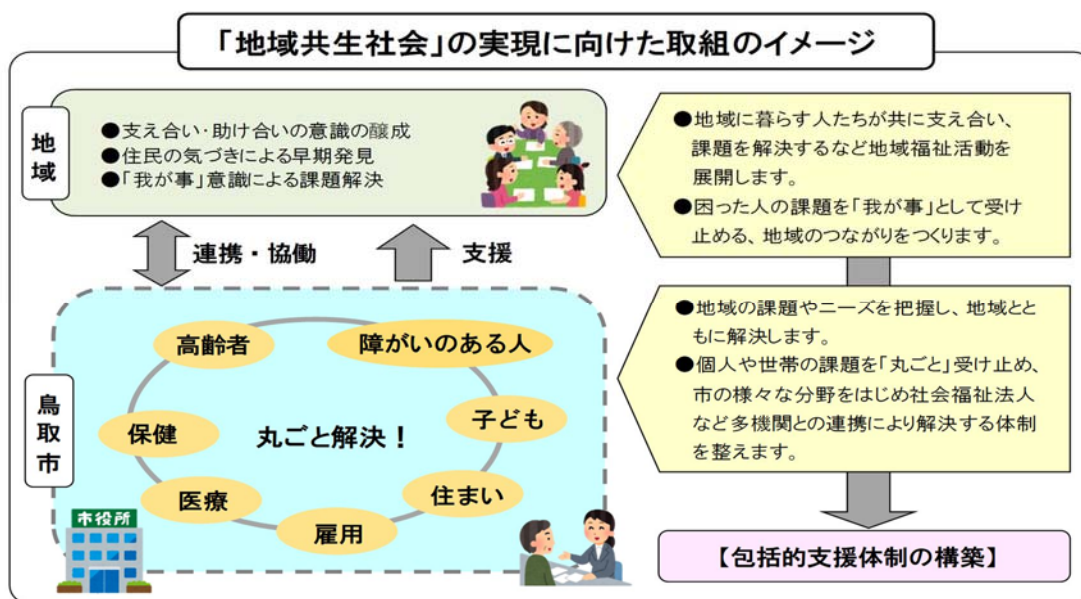 「地域共生社会」の実現に向けた取組のイメージ
地域
●支え合い・助け合いの意識の醸成
●住民の気づきによる早期発見
●「我が事」意識による課題解決
●地域に暮らす人たちが共に支え合い、
課題を解決するなど地域福祉活動を
展開します。
●困った人の課題を「我が事」として受け
止める、地域のつながりをつくります。
連携・協働
支援
鳥取市
高齢者
障がいのある人
保健
丸ごと解決！
子ども
医療
住まい
雇用
市役所
●地域の課題やニーズを把握し、地域とと
もに解決します。
●個人や世帯の課題を「丸ごと」受け止め、
市の様々な分野をはじめ社会福祉法人
など多機関との連携により解決する体制
を整えます。
【包括的支援体制の構築】